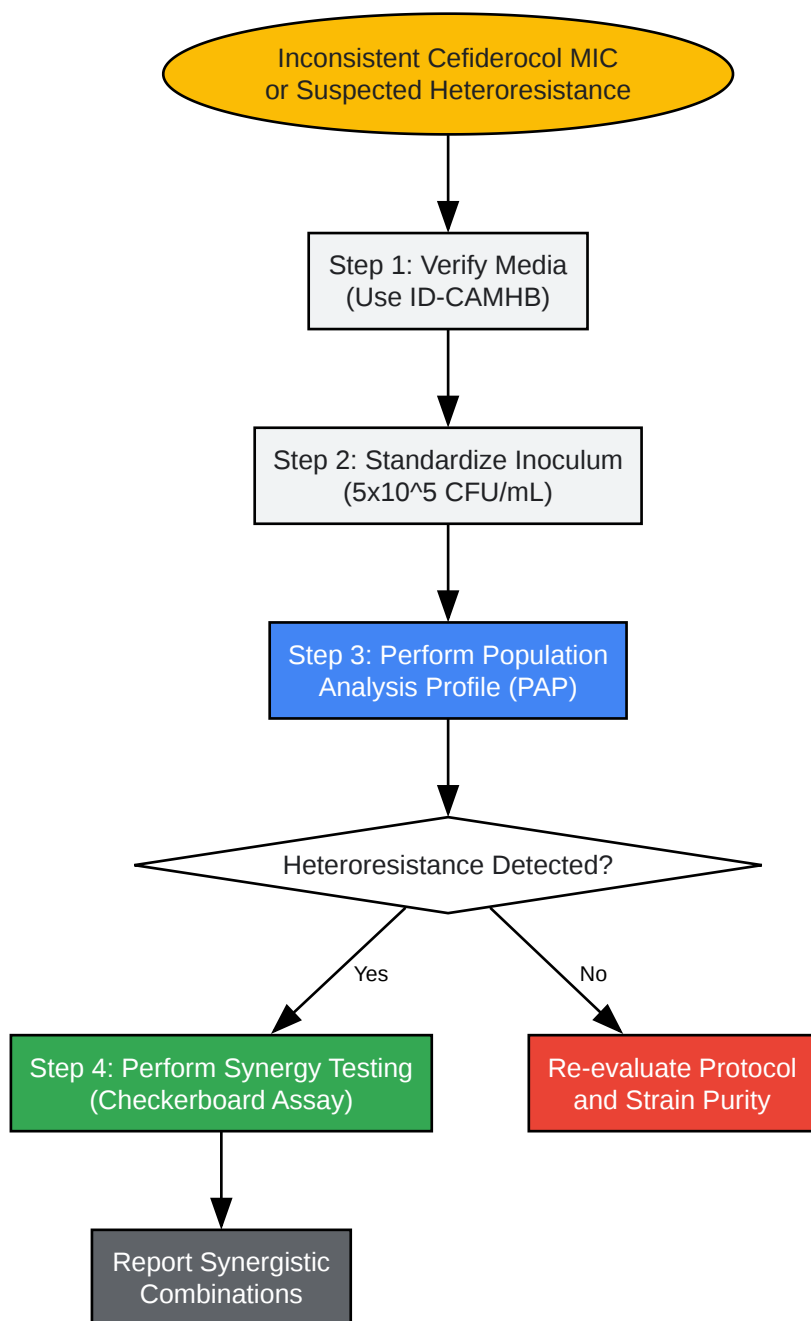 Inconsistent Cefiderocol MIC
or Suspected Heteroresistance
Step 1: Verify Media
(Use ID-CAMHB)
Step 2: Standardize Inoculum
(5x10^5 CFU/mL)
Step 3: Perform Population
Analysis Profile (PAP)
Heteroresistance Detected?
Yes
No
Step 4: Perform Synergy Testing
(Checkerboard Assay)
Re-evaluate Protocol
and Strain Purity
Report Synergistic
Combinations